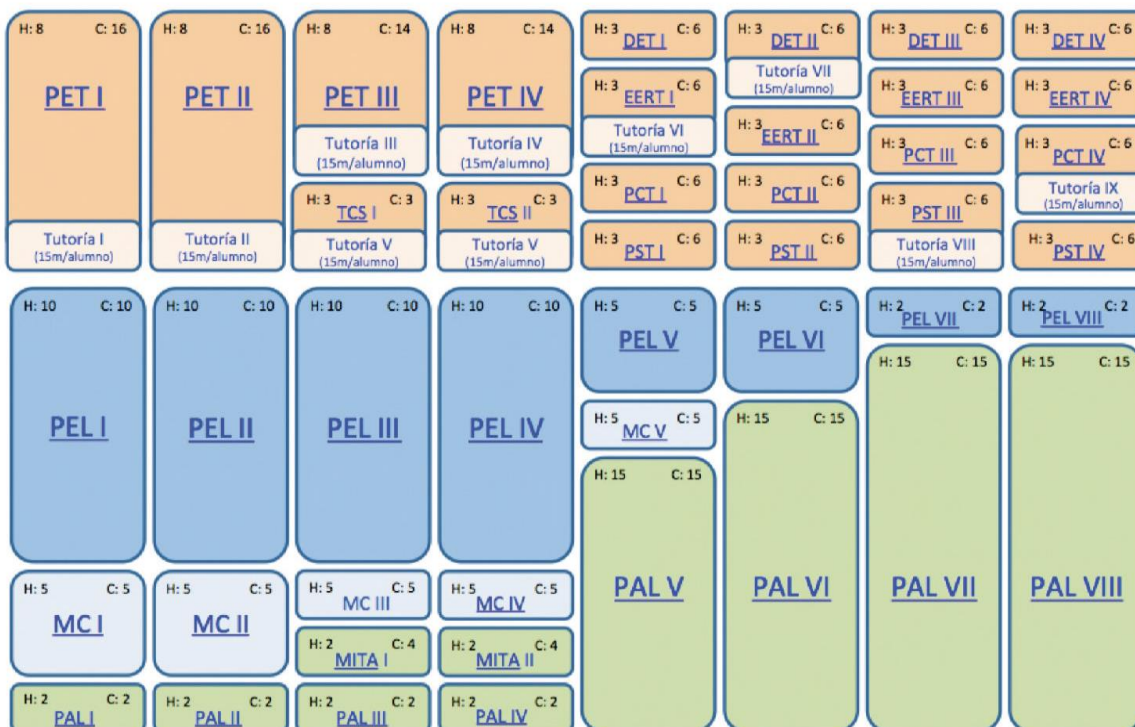 H: 8 C: 16
PET I
Tutoría I
(15m/alumno)
H: 8 C: 16
PET II
Tutoría II
(15m/alumno)
H: 8 C: 14
PET III
Tutoría III
(15m/alumno)
H: 3 C: 3
TCS I
Tutoría V
(15m/alumno)
H: 8 C: 14
PET IV
Tutoría IV
(15m/alumno)
H: 3 C: 3
TCS II
Tutoría V
(15m/alumno)
H: 3 C: 6
DET I
H: 3 C: 6
EERT I
Tutoría VI
(15m/alumno)
H: 3 C: 6
PCT I
H: 3 C: 6
PST I
H: 3 C: 6
DET II
Tutoría VII
(15m/alumno)
H: 3 C: 6
EERT II
H: 3 C: 6
PCT II
H: 3 C: 6
PST II
H: 3 C: 6
DET III
H: 3 C: 6
EERT III
H: 3 C: 6
PCT III
H: 3 C: 6
PST III
Tutoría VIII
(15m/alumno)
H: 3 C: 6
DET IV
H: 3 C: 6
EERT IV
H: 3 C: 6
PCT IV
Tutoría IX
(15m/alumno)
H: 3 C: 6
PST IV
H: 10 C: 10
PEL I
H: 5 C: 5
MC I
H: 2 C: 2
PAL I
H: 10 C: 10
PEL II
H: 5 C: 5
MC II
H: 2 C: 2
PAL II
H: 10 C: 10
PEL III
H: 5 C: 5
MC III
H: 2 C: 4
MITA I
H: 2 C: 2
PAL III
H: 10 C: 10
PEL IV
H: 5 C: 5
MC IV
H: 2 C: 4
MITA II
H: 2 C: 2
PAL IV
H: 5 C: 5
PEL V
H: 5 C: 5
MC V
H: 15 C: 15
PAL V
H: 5 C: 5
PEL VI
H: 15 C: 15
PAL VI
H: 2 C: 2
PEL VII
H: 15 C: 15
PAL VII
H: 2 C: 2
PEL VIII
H: 15 C: 15
PAL VIII